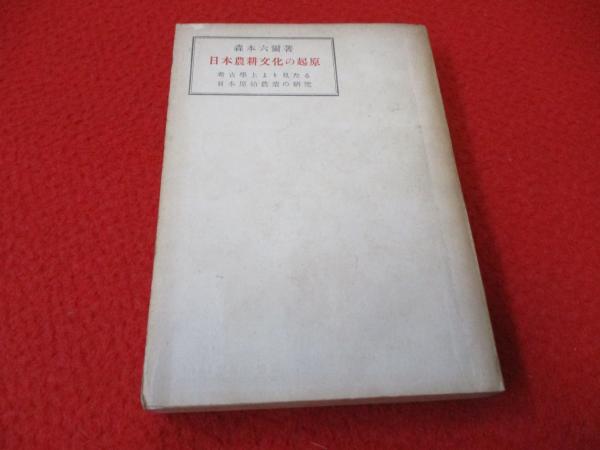 森本六爾著
日本農耕文化の起原
考古學上より見たる
日本原始農業の研究